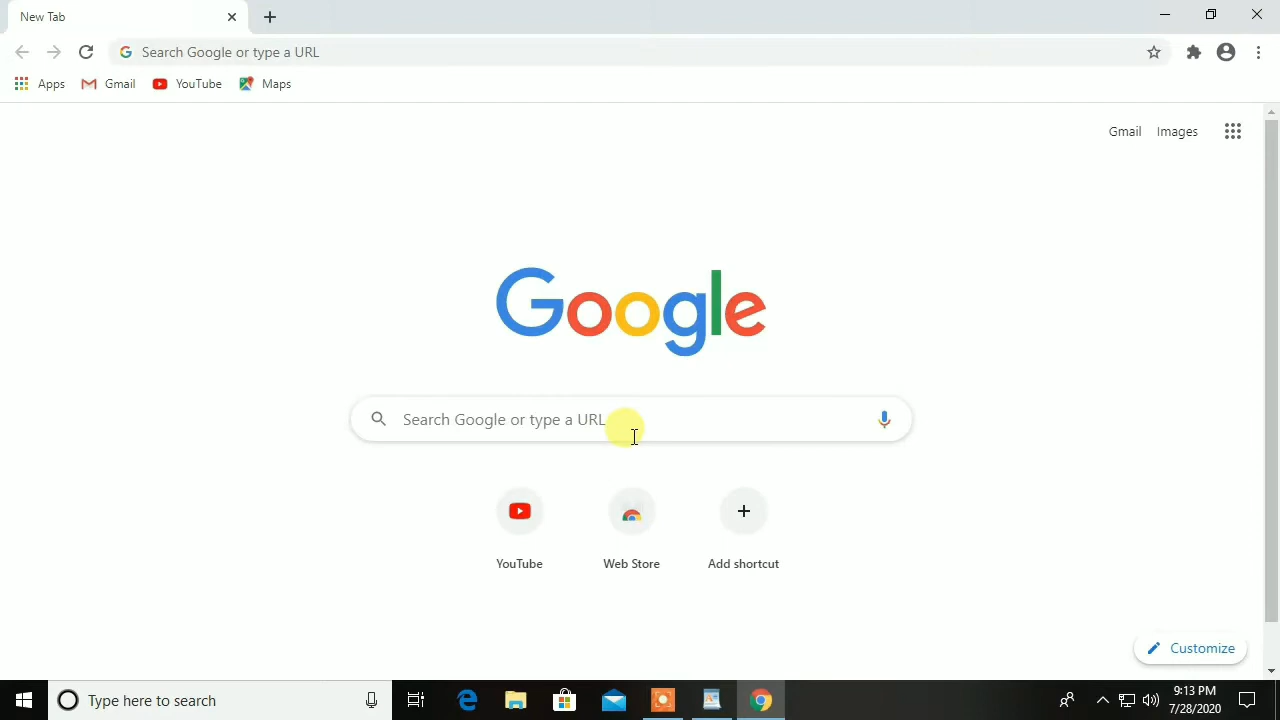 New Tab
Search Google or type a URL
Apps Gmail YouTube Maps
Gmail Images
Google
Search Google or type a URL
YouTube Web Store Add shortcut
Customize
Type here to search
9:13 PM
7/28/2020